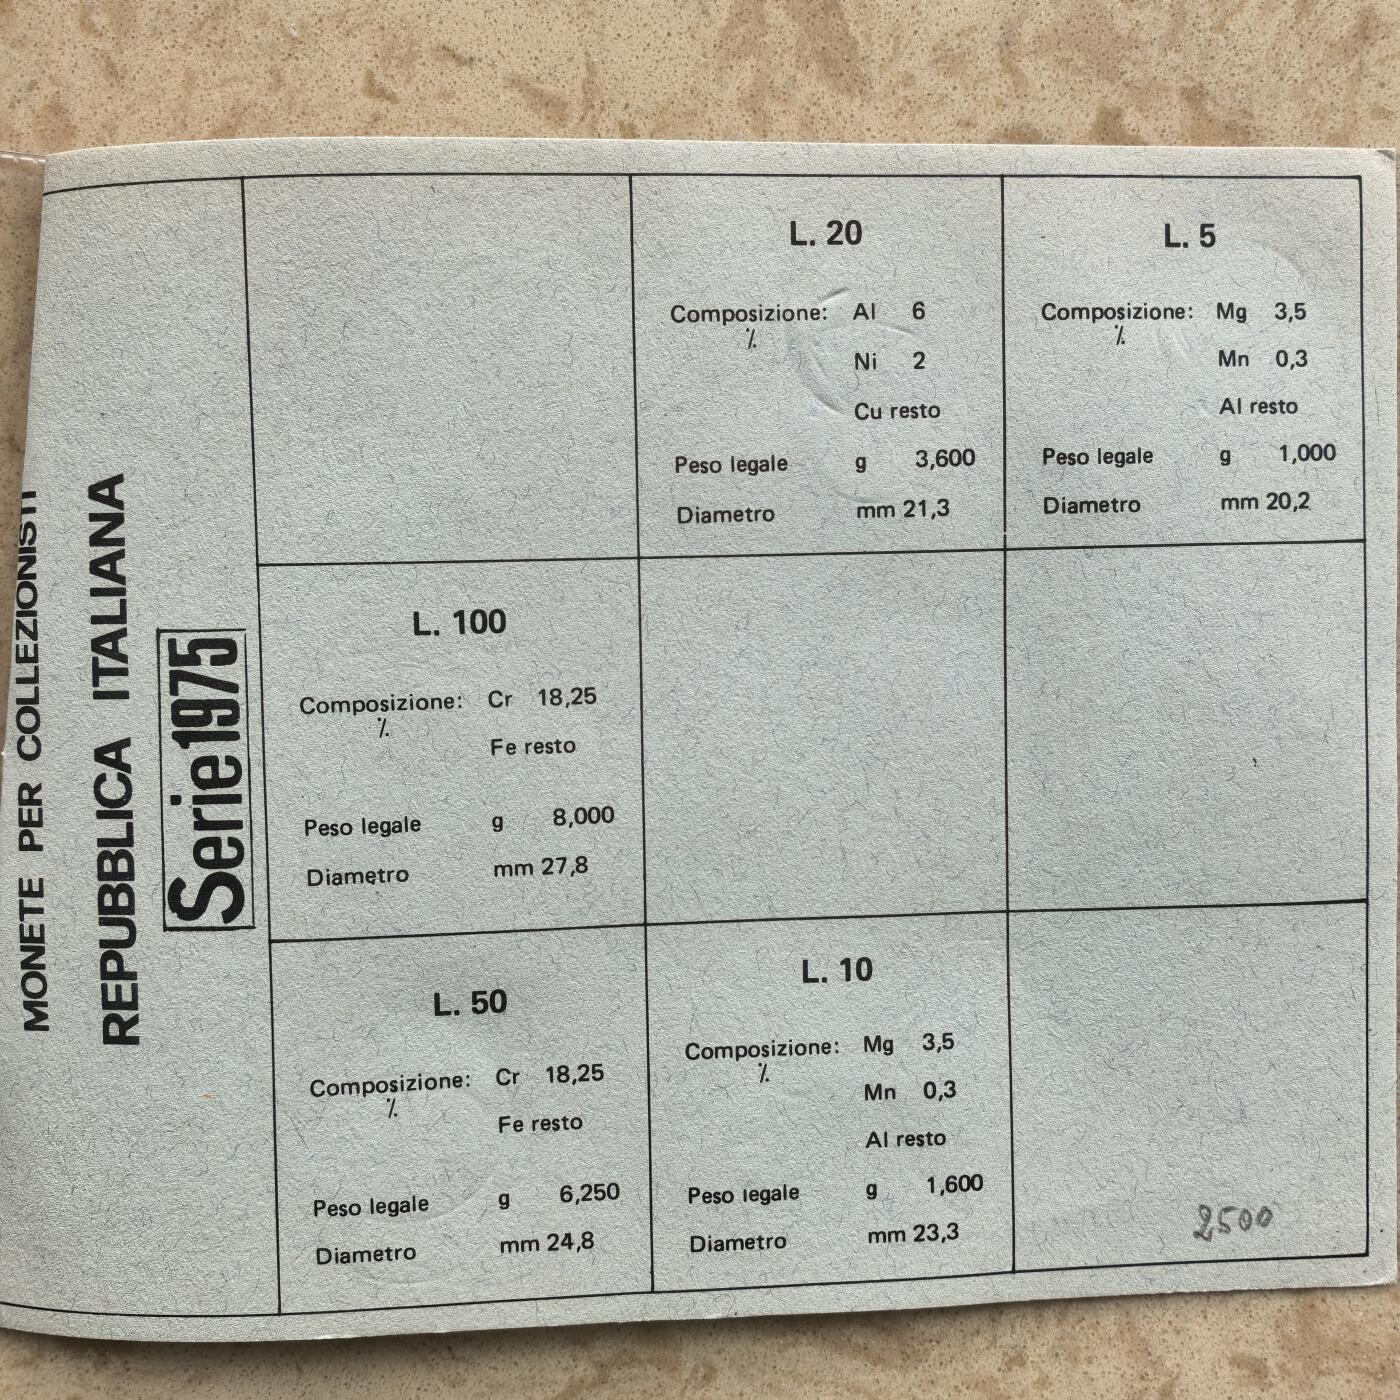 MONETE PER COLLEZIONISTI
REPUBBLICA ITALIANA
Serie 1975
L. 20
Composizione: Al 6
%
Ni 2
Cu resto
Peso legale g 3,600
Diametro mm 21,3
L. 5
Composizione: Mg 3,5
%
Mn 0,3
Al resto
Peso legale g 1,000
Diametro mm 20,2
L. 100
Composizione: Cr 18,25
%
Fe resto
Peso legale g 8,000
Diametro mm 27,8
L. 50
Composizione: Cr 18,25
%
Fe resto
Peso legale g 6,250
Diametro mm 24,8
L. 10
Composizione: Mg 3,5
%
Mn 0,3
Al resto
Peso legale g 1,600
Diametro mm 23,3
2500